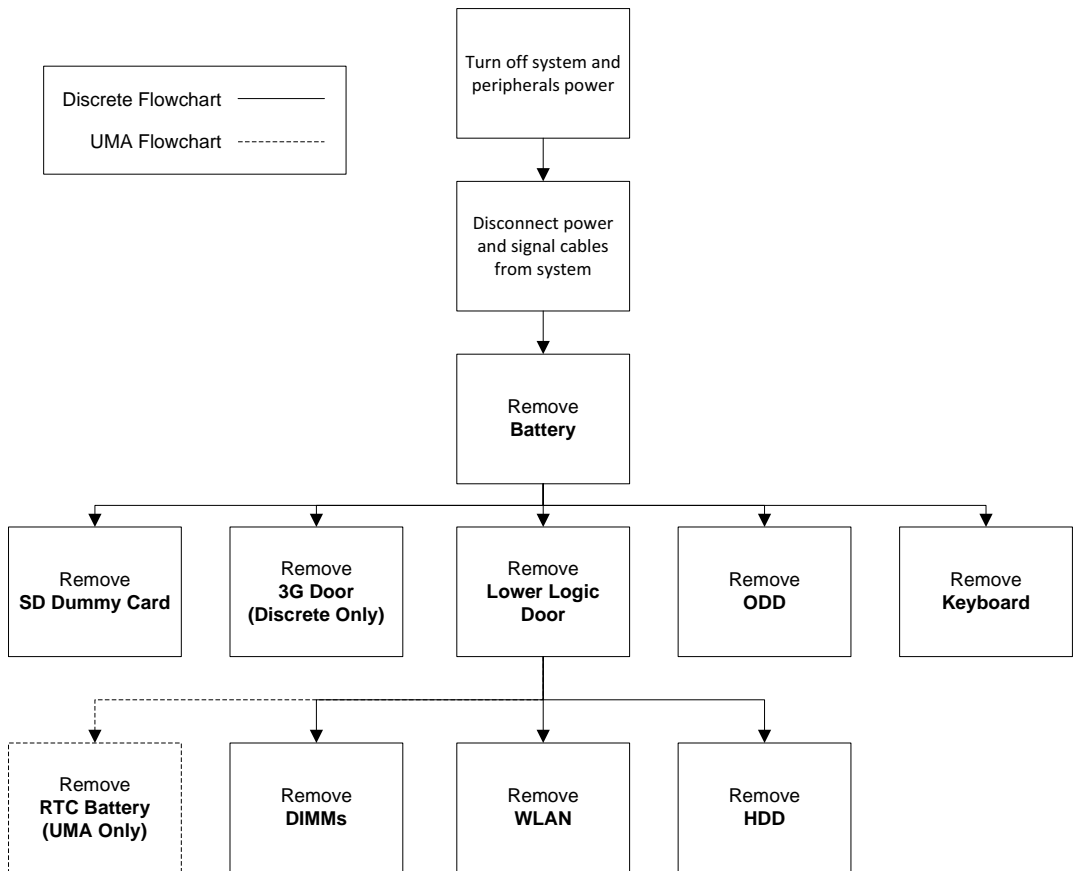 Turn off system and
peripherals power
Discrete Flowchart
UMA Flowchart
Disconnect power
and signal cables
from system
Remove
Battery
Remove
SD Dummy Card
Remove
3G Door
(Discrete Only)
Remove
Lower Logic
Door
Remove
ODD
Remove
Keyboard
Remove
RTC Battery
(UMA Only)
Remove
DIMMs
Remove
WLAN
Remove
HDD